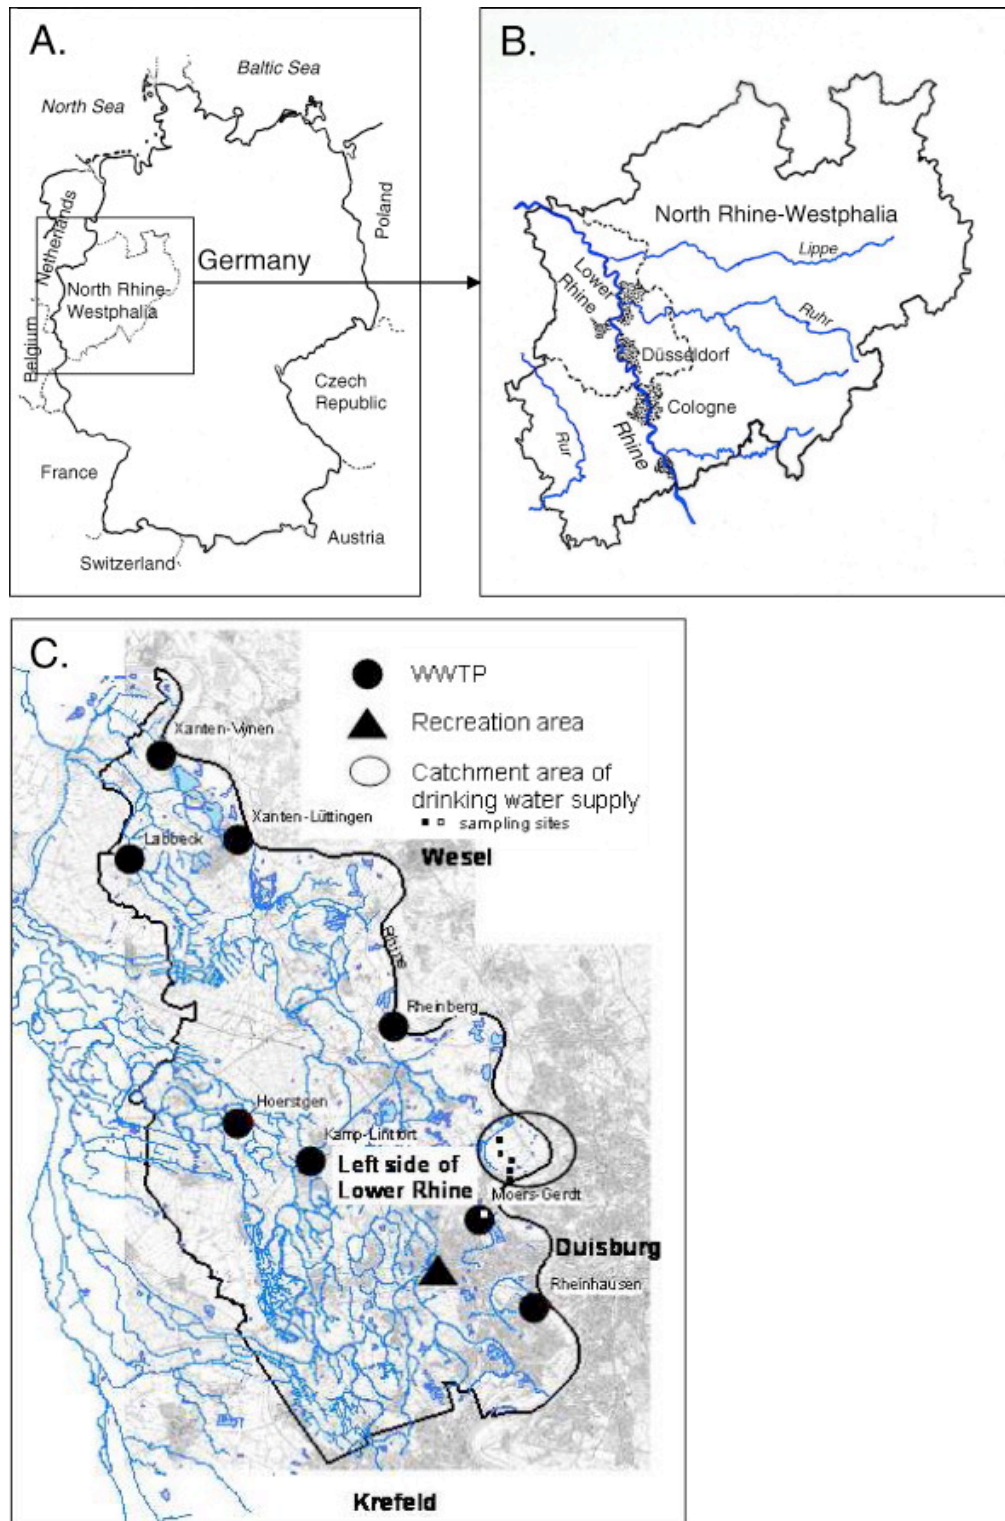 A.
Baltic Sea
North Sea
Netherlands
Poland
Germany
North Rhine-
Westphalia
Belgium
Czech
Republic
France
Austria
Switzerland
B.
North Rhine-Westphalia
Lippe
Lower
Rhine
Ruhr
Düsseldorf
Cologne
Rhine
Rur
C.
WWTP
Recreation area
Catchment area of
drinking water supply
sampling sites
Xanten-Vynen
Xanten-Lüttingen
Labbeck
Wesel
Rhine
Rheinberg
Hoerstgen
Kamp-Lintfort
Left side of
Lower Rhine
Moers-Gerdt
Duisburg
Rheinhausen
Krefeld